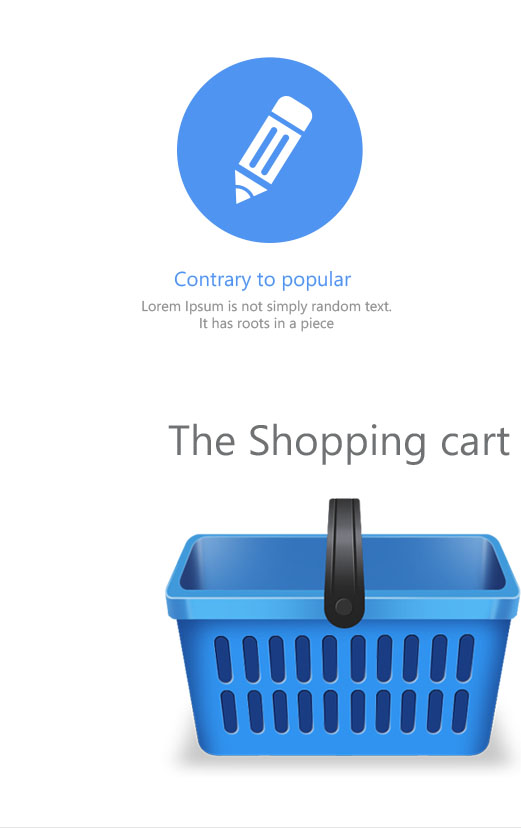 Contrary to popular
Lorem Ipsum is not simply random text.
It has roots in a piece
The Shopping cart